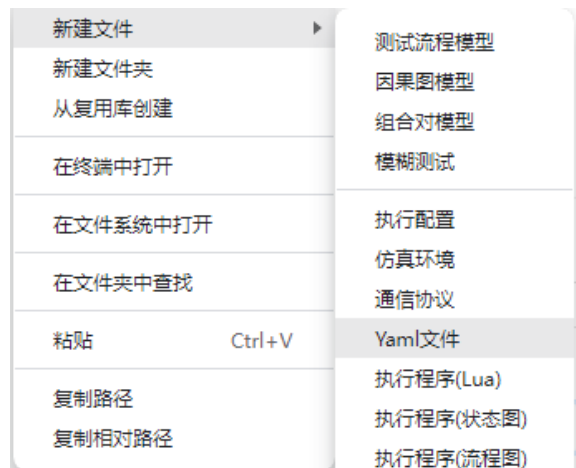 新建文件
新建文件夹
从复用库创建
在终端中打开
在文件系统中打开
在文件夹中查找
粘贴 Ctrl+V
复制路径
复制相对路径
测试流程模型
因果图模型
组合对模型
模糊测试
执行配置
仿真环境
通信协议
Yaml文件
执行程序(Lua)
执行程序(状态图)
执行程序(流程图)